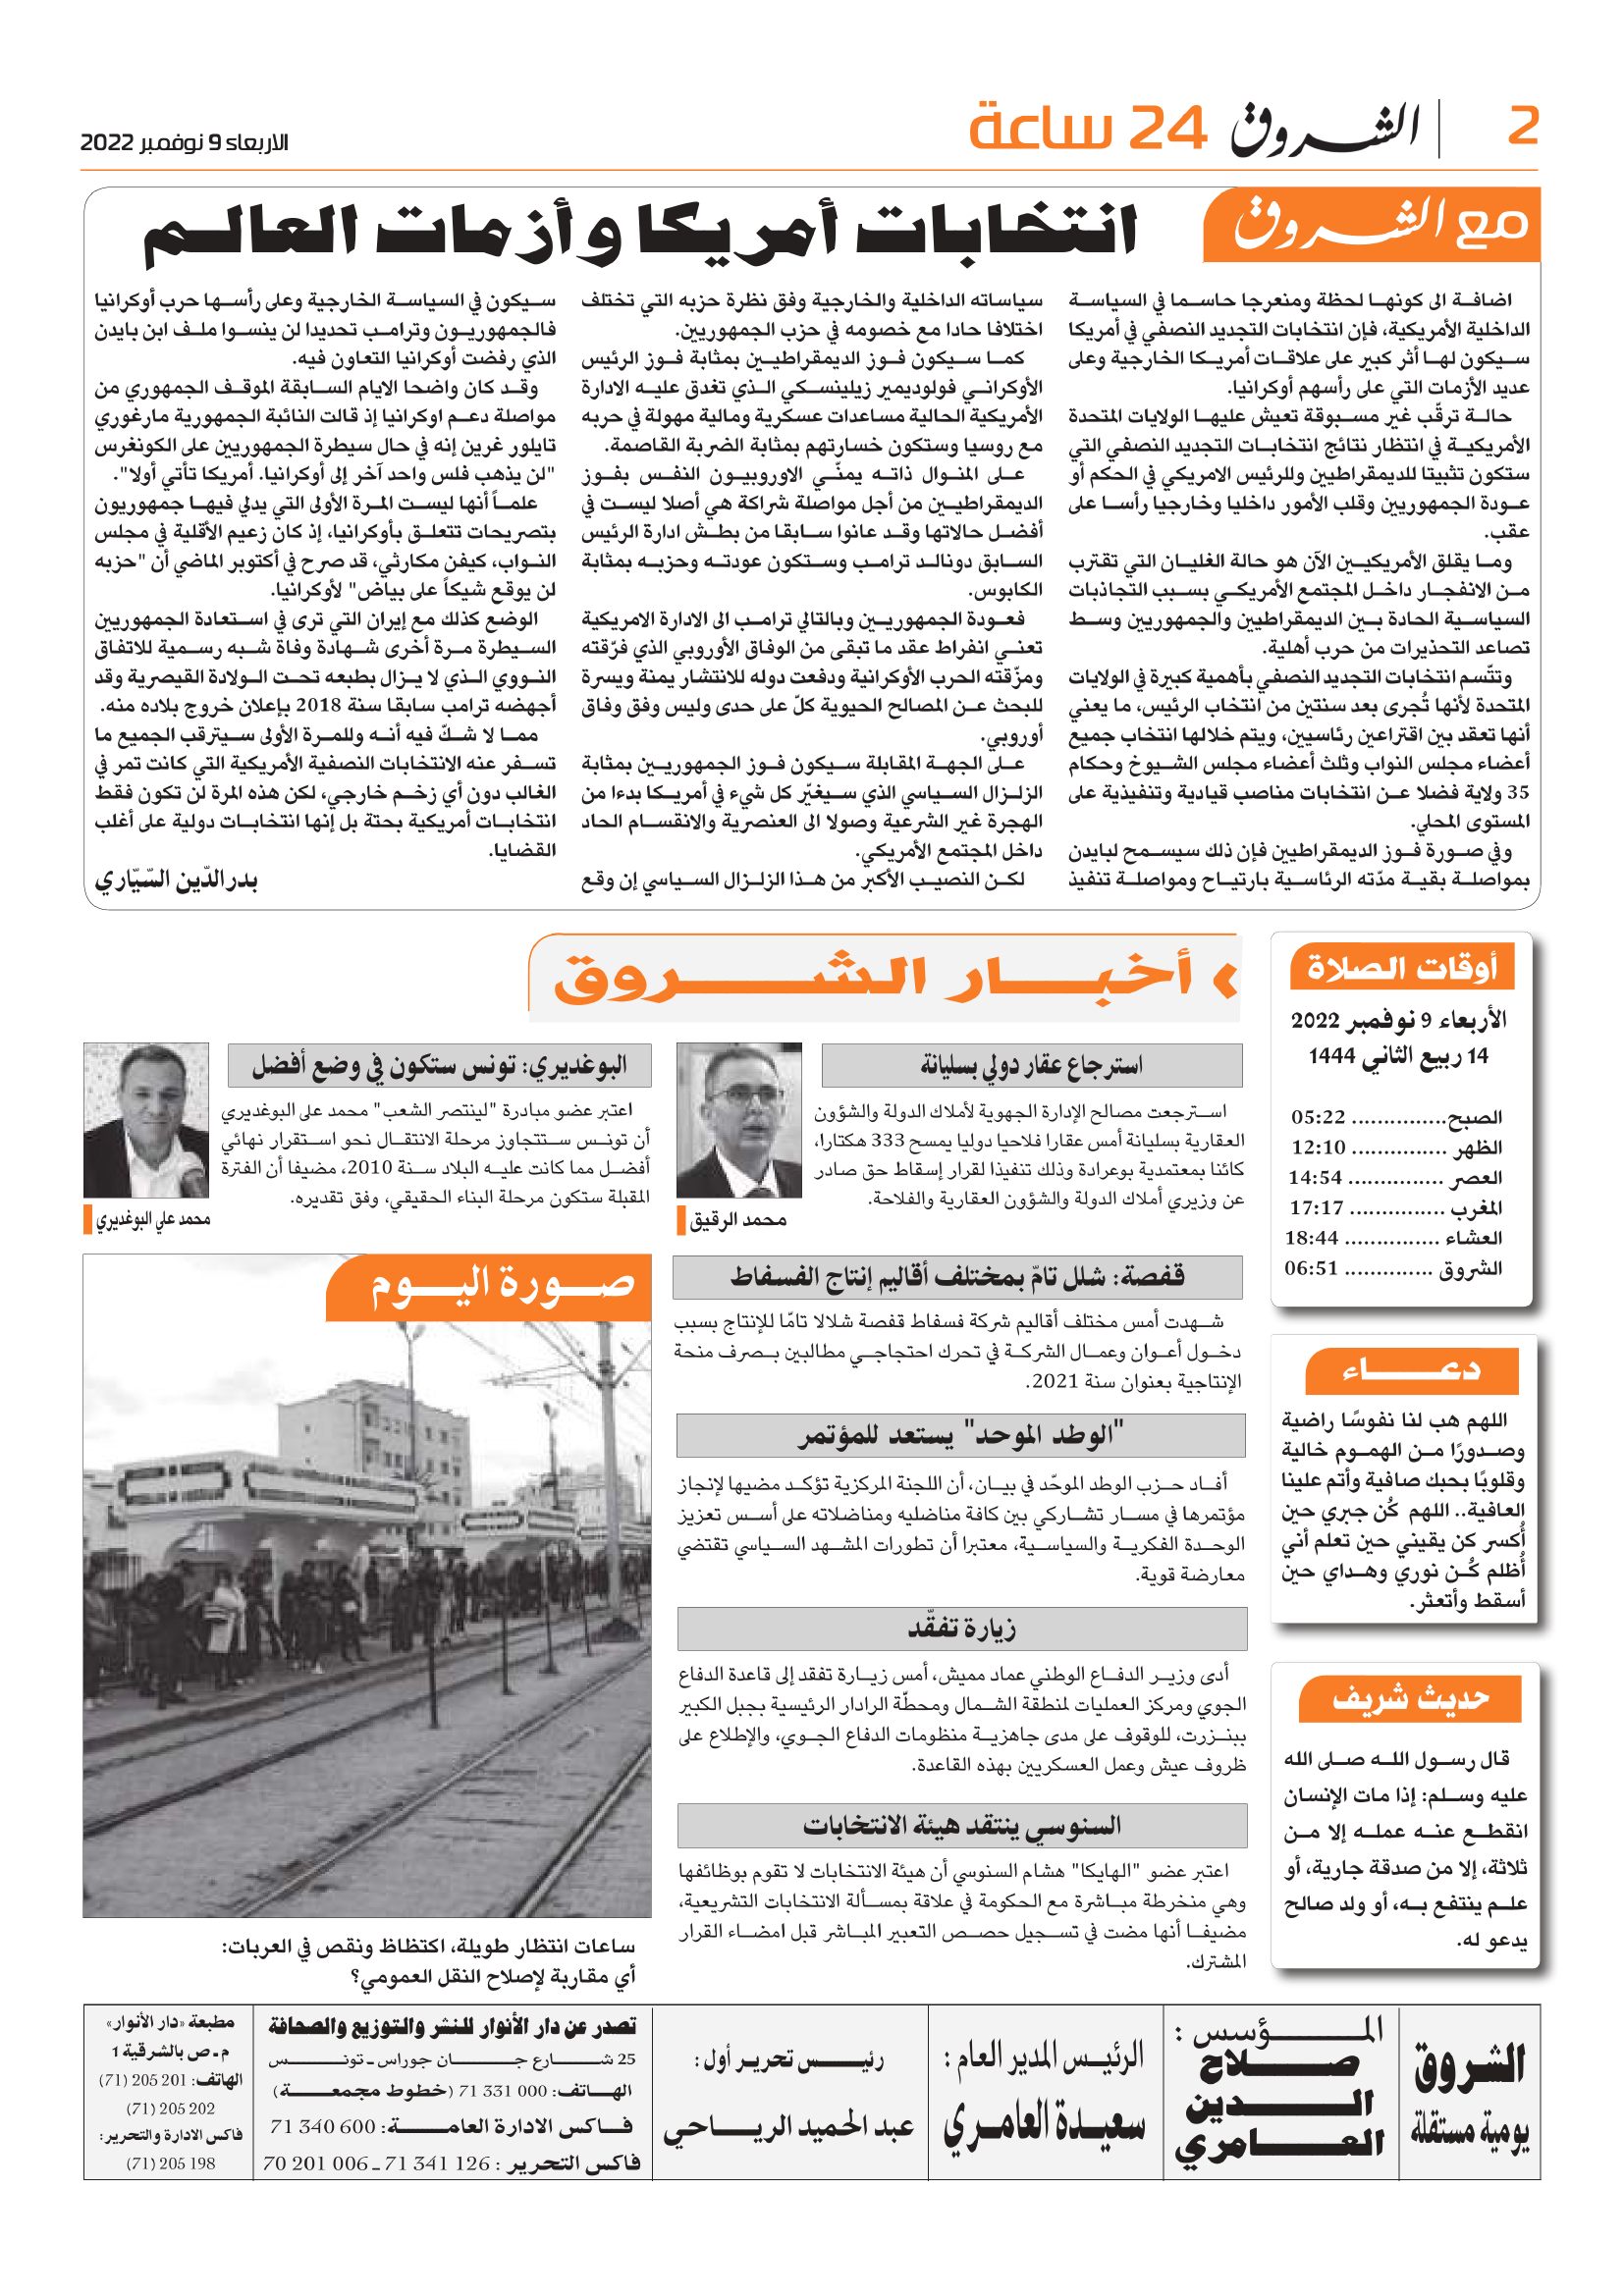 2
الشروق 24 ساعة
الاربعاء 9 نوفمبر 2022
مع الشروق
انتخابات أمريكا وأزمات العالم
اضافة الى كونها لحظة ومنعرجا حاسما في السياسة
الداخلية الأمريكية، فإن انتخابات التجديد النصفي في أمريكا
سيكون لها أثر كبير على علاقات أمريكا الخارجية وعلى
عديد الأزمات التي على رأسهم أوكرانيا.
حالة ترقّب غير مسبوقة تعيش عليها الولايات المتحدة
الأمريكية في انتظار نتائج انتخابات التجديد النصفي التي
ستكون تثبيتا للديمقراطيين وللرئيس الامريكي في الحكم أو
عودة الجمهوريين وقلب الأمور داخليا وخارجيا رأسا على
عقب.
وما يقلق الأمريكيين الآن هو حالة الغليان التي تقترب
من الانفجار داخل المجتمع الأمريكي بسبب التجاذبات
السياسية الحادة بين الديمقراطيين والجمهوريين وسط
تصاعد التحذيرات من حرب أهلية.
وتتّسم انتخابات التجديد النصفي بأهمية كبيرة في الولايات
المتحدة لأنها تُجرى بعد سنتين من انتخاب الرئيس، ما يعني
أنها تعقد بين اقتراعين رئاسيين، ويتم خلالها انتخاب جميع
أعضاء مجلس النواب وثلث أعضاء مجلس الشيوخ وحكام
35 ولاية فضلا عن انتخابات مناصب قيادية وتنفيذية على
المستوى المحلي.
وفي صورة فوز الديمقراطيين فإن ذلك سيسمح لبايدن
بمواصلة بقية مدّته الرئاسية بارتياح ومواصلة تنفيذ
سياساته الداخلية والخارجية وفق نظرة حزبه التي تختلف
اختلافا حادا مع خصومه في حزب الجمهوريين.
كما سيكون فوز الديمقراطيين بمثابة فوز الرئيس
الأوكراني فولوديمير زيلينسكي الذي تغدق عليه الادارة
الأمريكية الحالية مساعدات عسكرية ومالية مهولة في حربه
مع روسيا وستكون خسارتهم بمثابة الضربة القاصمة.
على المنوال ذاته يمنّي الاوروبيون النفس بفوز
الديمقراطيين من أجل مواصلة شراكة هي أصلا ليست في
أفضل حالاتها وقد عانوا سابقا من بطش ادارة الرئيس
السابق دونالد ترامب وستكون عودته وحزبه بمثابة
الكابوس.
فعودة الجمهوريين وبالتالي ترامب الى الادارة الامريكية
تعني انفراط عقد ما تبقى من الوفاق الأوروبي الذي فرّقته
ومزّقته الحرب الأوكرانية ودفعت دوله للانتشار يمنة ويسرة
للبحث عن المصالح الحيوية كلّ على حدى وليس وفق وفاق
أوروبي.
على الجهة المقابلة سيكون فوز الجمهوريين بمثابة
الزلزال السياسي الذي سيغيّر كل شيء في أمريكا بدءا من
الهجرة غير الشرعية وصولا الى العنصرية والانقسام الحاد
داخل المجتمع الأمريكي.
لكن النصيب الأكبر من هذا الزلزال السياسي إن وقع
سيكون في السياسة الخارجية وعلى رأسها حرب أوكرانيا
فالجمهوريون وترامب تحديدا لن ينسوا ملف ابن بايدن
الذي رفضت أوكرانيا التعاون فيه.
وقد كان واضحا الايام السابقة الموقف الجمهوري من
مواصلة دعم اوكرانيا إذ قالت النائبة الجمهورية مارغوري
تايلور غرين إنه في حال سيطرة الجمهوريين على الكونغرس
"لن يذهب فلس واحد آخر إلى أوكرانيا. أمريكا تأتي أولا".
علماً أنها ليست المرة الأولى التي يدلي فيها جمهوريون
بتصريحات تتعلق بأوكرانيا، إذ كان زعيم الأقلية في مجلس
النواب، كيفن مكارثي، قد صرح في أكتوبر الماضي أن "حزبه
لن يوقع شيكاً على بياض" لأوكرانيا.
الوضع كذلك مع إيران التي ترى في استعادة الجمهوريين
السيطرة مرة أخرى شهادة وفاة شبه رسمية للاتفاق
النووي الذي لا يزال بطبعه تحت الولادة القيصرية وقد
أجهضه ترامب سابقا سنة 2018 بإعلان خروج بلاده منه.
مما لا شكّ فيه أنه وللمرة الأولى سيترقب الجميع ما
تسفر عنه الانتخابات النصفية الأمريكية التي كانت تمر في
الغالب دون أي زخم خارجي، لكن هذه المرة لن تكون فقط
انتخابات أمريكية بحتة بل إنها انتخابات دولية على أغلب
القضايا.
بدرالدّين السّيّاري
أوقات الصلاة
الأربعاء 9 نوفمبر 2022
14 ربيع الثاني 1444
الصبح............... 05:22
الظهر ............... 12:10
العصر ............... 14:54
المغرب ............... 17:17
العشاء ............... 18:44
الشروق .............. 06:51
دعاء
اللهم هب لنا نفوسًا راضية
وصدورًا من الهموم خالية
وقلوبًا بحبك صافية وأتم علينا
العافية.. اللهم كُن جبري حين
أُكسر كن يقيني حين تعلم أني
أُظلم كُن نوري وهداي حين
أسقط وأتعثر.
حديث شريف
قال رسول الله صلى الله
عليه وسلم: إذا مات الإنسان
انقطع عنه عمله إلا من
ثلاثة، إلا من صدقة جارية، أو
علم ينتفع به، أو ولد صالح
يدعو له.
أخبار الشروق
استرجاع عقار دولي بسليانة
استرجعت مصالح الإدارة الجهوية لأملاك الدولة والشؤون
العقارية بسليانة أمس عقارا فلاحيا دوليا يمسح 333 هكتارا،
كائنا بمعتمدية بوعرادة وذلك تنفيذا لقرار إسقاط حق صادر
عن وزيري أملاك الدولة والشؤون العقارية والفلاحة.
محمد الرقيق
البوغديري: تونس ستكون في وضع أفضل
اعتبر عضو مبادرة "لينتصر الشعب" محمد على البوغديري
أن تونس ستتجاوز مرحلة الانتقال نحو استقرار نهائي
أفضل مما كانت عليه البلاد سنة 2010، مضيفا أن الفترة
المقبلة ستكون مرحلة البناء الحقيقي، وفق تقديره.
محمد علي البوغديري
قفصة: شلل تامّ بمختلف أقاليم إنتاج الفسفاط
شهدت أمس مختلف أقاليم شركة فسفاط قفصة شلالا تامّا للإنتاج بسبب
دخول أعوان وعمال الشركة في تحرك احتجاجي مطالبين بصرف منحة
الإنتاجية بعنوان سنة 2021.
"الوطد الموحد" يستعد للمؤتمر
أفاد حزب الوطد الموحّد في بيان، أن اللجنة المركزية تؤكد مضيها لإنجاز
مؤتمرها في مسار تشاركي بين كافة مناضليه ومناضلاته على أسس تعزيز
الوحدة الفكرية والسياسية، معتبرا أن تطورات المشهد السياسي تقتضي
معارضة قوية.
زيارة تفقّد
أدى وزير الدفاع الوطني عماد مميش، أمس زيارة تفقد إلى قاعدة الدفاع
الجوي ومركز العمليات لمنطقة الشمال ومحطّة الرادار الرئيسية بجبل الكبير
ببنزرت، للوقوف على مدى جاهزية منظومات الدفاع الجوي، والإطلاع على
ظروف عيش وعمل العسكريين بهذه القاعدة.
السنوسي ينتقد هيئة الانتخابات
اعتبر عضو "الهايكا" هشام السنوسي أن هيئة الانتخابات لا تقوم بوظائفها
وهي منخرطة مباشرة مع الحكومة في علاقة بمسألة الانتخابات التشريعية،
مضيفا أنها مضت في تسجيل حصص التعبير المباشر قبل امضاء القرار
المشترك.
صورة اليوم
ساعات انتظار طويلة، اكتظاظ ونقص في العربات:
أي مقاربة لإصلاح النقل العمومي؟
الشروق
يومية مستقلة
المؤسس :
صلاح
الدين
العامري
الرئيس المدير العام :
سعيدة العامري
رئيس تحرير أول :
عبد الحميد الرياحي
تصدر عن دار الأنوار للنشر والتوزيع والصحافة
25 شارع جان جوراس ـ تونس
الهاتف: 000 331 71 (خطوط مجمعة)
فاكس الادارة العامة: 600 340 71
فاكس التحرير : 126 341 71 ـ 006 201 70
مطبعة «دار الأنوار»
م ـ ص بالشرقية 1
الهاتف: 201 205 (71)
202 205 (71)
فاكس الادارة والتحرير:
198 205 (71)